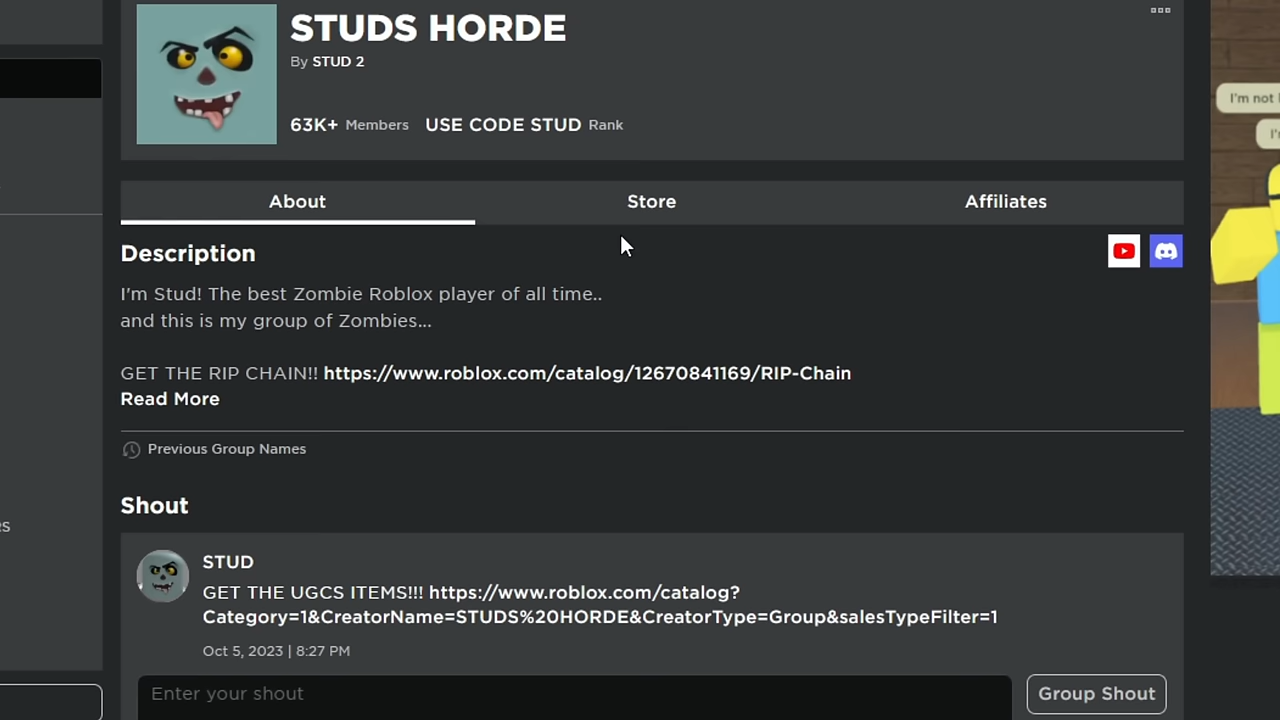 STUDS HORDE
By STUD 2
63K+ Members USE CODE STUD Rank
I'm not
About Store Affiliates
Description
I'm Stud! The best Zombie Roblox player of all time..
and this is my group of Zombies...
GET THE RIP CHAIN!! https://www.roblox.com/catalog/12670841169/RIP-Chain
Read More
Previous Group Names
Shout
STUD
GET THE UGCS ITEMS!!! https://www.roblox.com/catalog?
Category=1&CreatorName=STUDS%20HORDE&CreatorType=Group&salesTypeFilter=1
Oct 5, 2023 | 8:27 PM
Enter your shout Group Shout